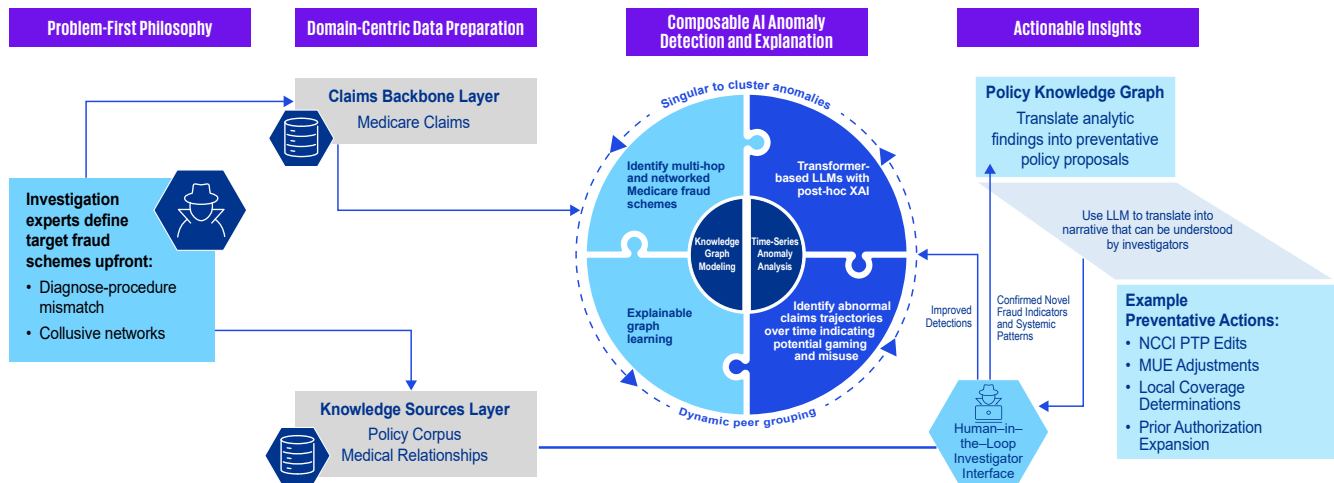 Problem-First Philosophy
Domain-Centric Data Preparation
Composable AI Anomaly
Detection and Explanation
Actionable Insights
Investigation
experts define
target fraud
schemes upfront:
• Diagnose-procedure
mismatch
• Collusive networks
Claims Backbone Layer
Medicare Claims
Knowledge Sources Layer
Policy Corpus
Medical Relationships
Singular to cluster anomalies
Identify multi-hop
and networked
Medicare fraud
schemes
Transformer-
based LLMs with
post-hoc XAI
Knowledge
Graph
Modeling
Time-Series
Anomaly
Analysis
Explainable
graph
learning
Identify abnormal
claims trajectories
over time indicating
potential gaming
and misuse
Dynamic peer grouping
Policy Knowledge Graph
Translate analytic
findings into preventative
policy proposals
Use LLM to translate into
narrative that can be understood
by investigators
Improved
Detections
Confirmed Novel
Fraud Indicators
and Systemic
Patterns
Human–in–
the–Loop
Investigator
Interface
Example
Preventative Actions:
• NCCI PTP Edits
• MUE Adjustments
• Local Coverage
Determinations
• Prior Authorization
Expansion